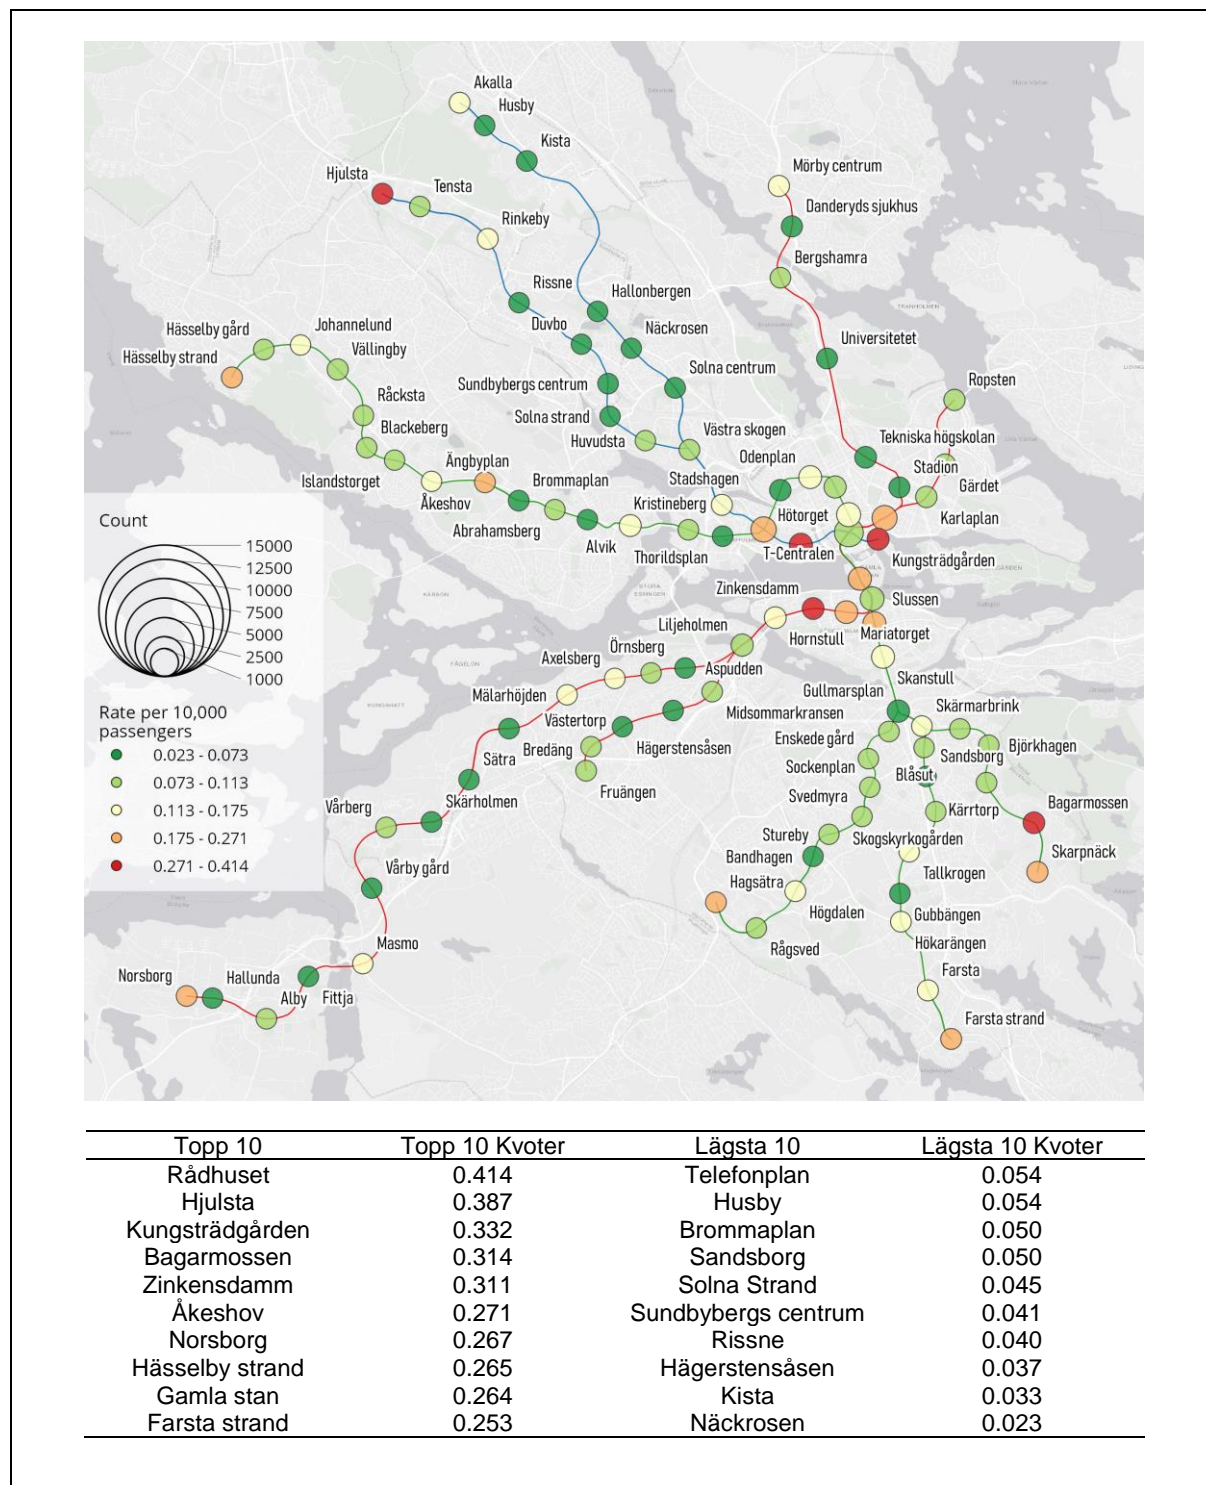 Akalla
Husby
Kista
Hjulsta
Tensta
Mörby centrum
Danderyds sjukhus
Rinkeby
Bergshamra
Rissne
Hallonbergen
Duvbo
Näckrosen
Universitetet
Hässelby gård
Johannelund
Hässelby strand
Vällingby
Sundbybergs centrum
Solna centrum
Råcksta
Ropsten
Solna strand
Blackeberg
Huvudsta
Västra skogen
Tekniska högskolan
Odenplan
Stadion
Ängbyplan
Islandstorget
Brommaplan
Stadshagen
Gärdet
Åkeshov
Kristineberg
Hötorget
Karlaplan
Abrahamsberg
Alvik
Thorildsplan
T-Centralen
Kungsträdgården
Zinkensdamm
Slussen
Liljeholmen
Hornstull
Mariatorget
Örnsberg
Axelsberg
Aspudden
Skanstull
Mälarhöjden
Gullmarsplan
Västertorp
Midsommarkransen
Skärmarbrink
Bredäng
Hägerstensåsen
Enskede gård
Sandsborg
Björkhagen
Sätra
Sockenplan
Blåsut
Fruängen
Svedmyra
Skärholmen
Kärrtorp
Bagarmossen
Vårberg
Stureby
Skogskyrkogården
Bandhagen
Skarpnäck
Vårby gård
Hagsätra
Tallkrogen
Högdalen
Gubbängen
Masmo
Rågsved
Hökarängen
Norsborg
Hallunda
Farsta
Alby
Fittja
Farsta strand
Count
15000
12500
10000
7500
5000
2500
1000
Rate per 10,000
passengers
0.023 - 0.073
0.073 - 0.113
0.113 - 0.175
0.175 - 0.271
0.271 - 0.414
Topp 10 Topp 10 Kvoter Lägsta 10 Lägsta 10 Kvoter
Rådhuset 0.414 Telefonplan 0.054
Hjulsta 0.387 Husby 0.054
Kungsträdgården 0.332 Brommaplan 0.050
Bagarmossen 0.314 Sandsborg 0.050
Zinkensdamm 0.311 Solna Strand 0.045
Åkeshov 0.271 Sundbybergs centrum 0.041
Norsborg 0.267 Rissne 0.040
Hässelby strand 0.265 Hägerstensåsen 0.037
Gamla stan 0.264 Kista 0.033
Farsta strand 0.253 Näckrosen 0.023